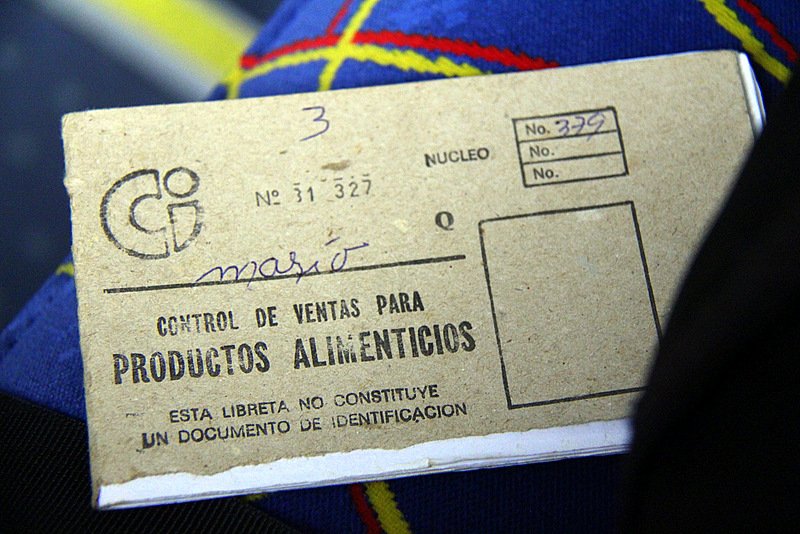 3
No. 379
No.
No.
NUCLEO
Nº 31 327
Ci
Q
mario
CONTROL DE VENTAS PARA
PRODUCTOS ALIMENTICIOS
ESTA LIBRETA NO CONSTITUYE
UN DOCUMENTO DE IDENTIFICACION